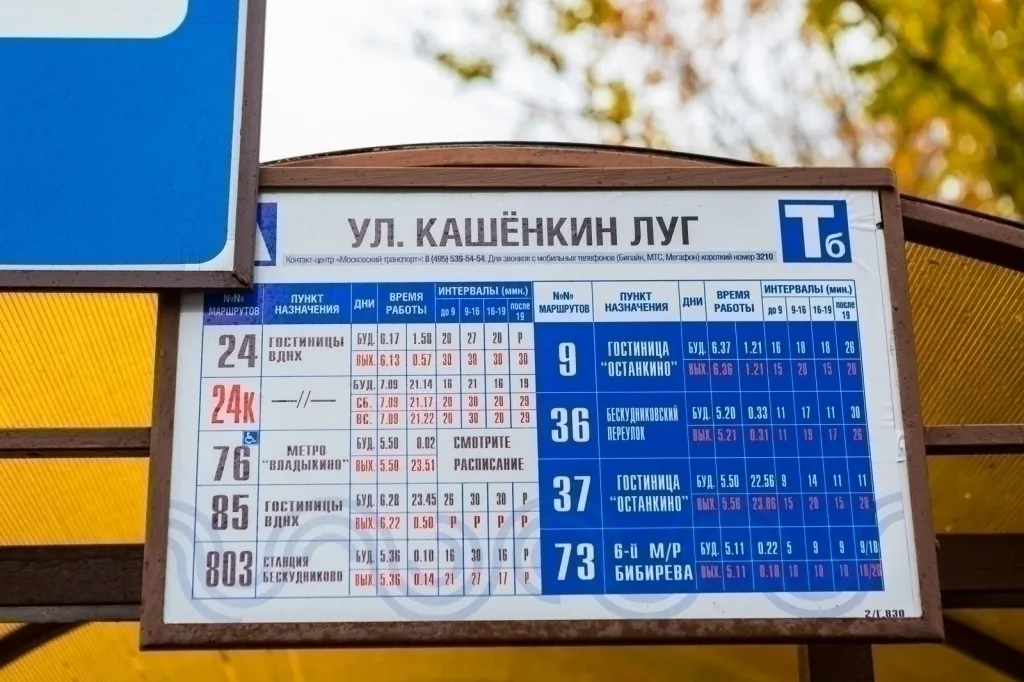 УЛ. КАШЁНКИН ЛУГ
Тб
Контакт-центр «Московский транспорт»: 8 (495) 539-54-54. Для звонков с мобильных телефонов (Билайн, МТС, Мегафон) короткий номер 3210
№№ МАРШРУТОВ ПУНКТ НАЗНАЧЕНИЯ ДНИ ВРЕМЯ РАБОТЫ ИНТЕРВАЛЫ (мин.)
до 9 9-16 16-19 после 19
24 ГОСТИНИЦЫ ВДНХ БУД. 6.17 1.58 20 27 20 Р
ВЫХ. 6.13 0.57 30 30 30 30
24к —//— БУД. 7.09 21.14 16 21 16 19
СБ. 7.09 21.17 20 30 20 29
ВС. 7.09 21.22 20 30 20 29
76 МЕТРО "ВЛАДЫКИНО" БУД. 5.50 0.02 СМОТРИТЕ
ВЫХ. 5.50 23.51 РАСПИСАНИЕ
85 ГОСТИНИЦЫ ВДНХ БУД. 6.28 23.45 26 30 30 Р
ВЫХ. 6.22 0.50 Р Р Р Р
803 СТАНЦИЯ БЕСКУДНИКОВО БУД. 5.36 0.10 16 30 16 Р
ВЫХ. 5.36 0.14 21 27 17 Р
№№ МАРШРУТОВ ПУНКТ НАЗНАЧЕНИЯ ДНИ ВРЕМЯ РАБОТЫ ИНТЕРВАЛЫ (мин.)
до 9 9-16 16-19 после 19
9 ГОСТИНИЦА "ОСТАНКИНО" БУД. 6.37 1.21 16 18 18 26
ВЫХ. 6.36 1.21 15 20 15 20
36 БЕСКУДНИКОВСКИЙ ПЕРЕУЛОК БУД. 5.20 0.33 11 17 11 30
ВЫХ. 5.21 0.31 11 19 17 26
37 ГОСТИНИЦА "ОСТАНКИНО" БУД. 5.50 22.56 9 14 11 11
ВЫХ. 5.56 23.06 15 20 15 20
73 6-й М/Р БИБИРЕВА БУД. 5.11 0.22 5 9 9 9/18
ВЫХ. 5.11 0.18 10 10 10